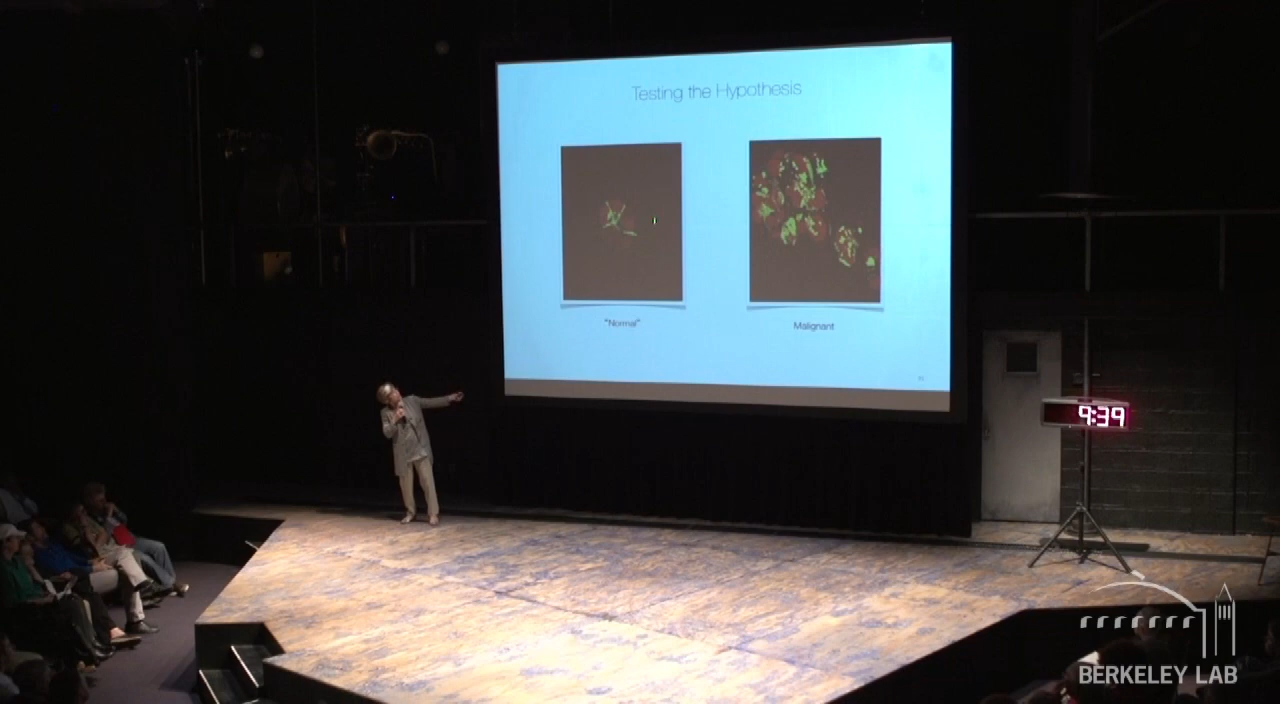 Testing the Hypothesis
"Normal"
Malignant
9:39
BERKELEY LAB